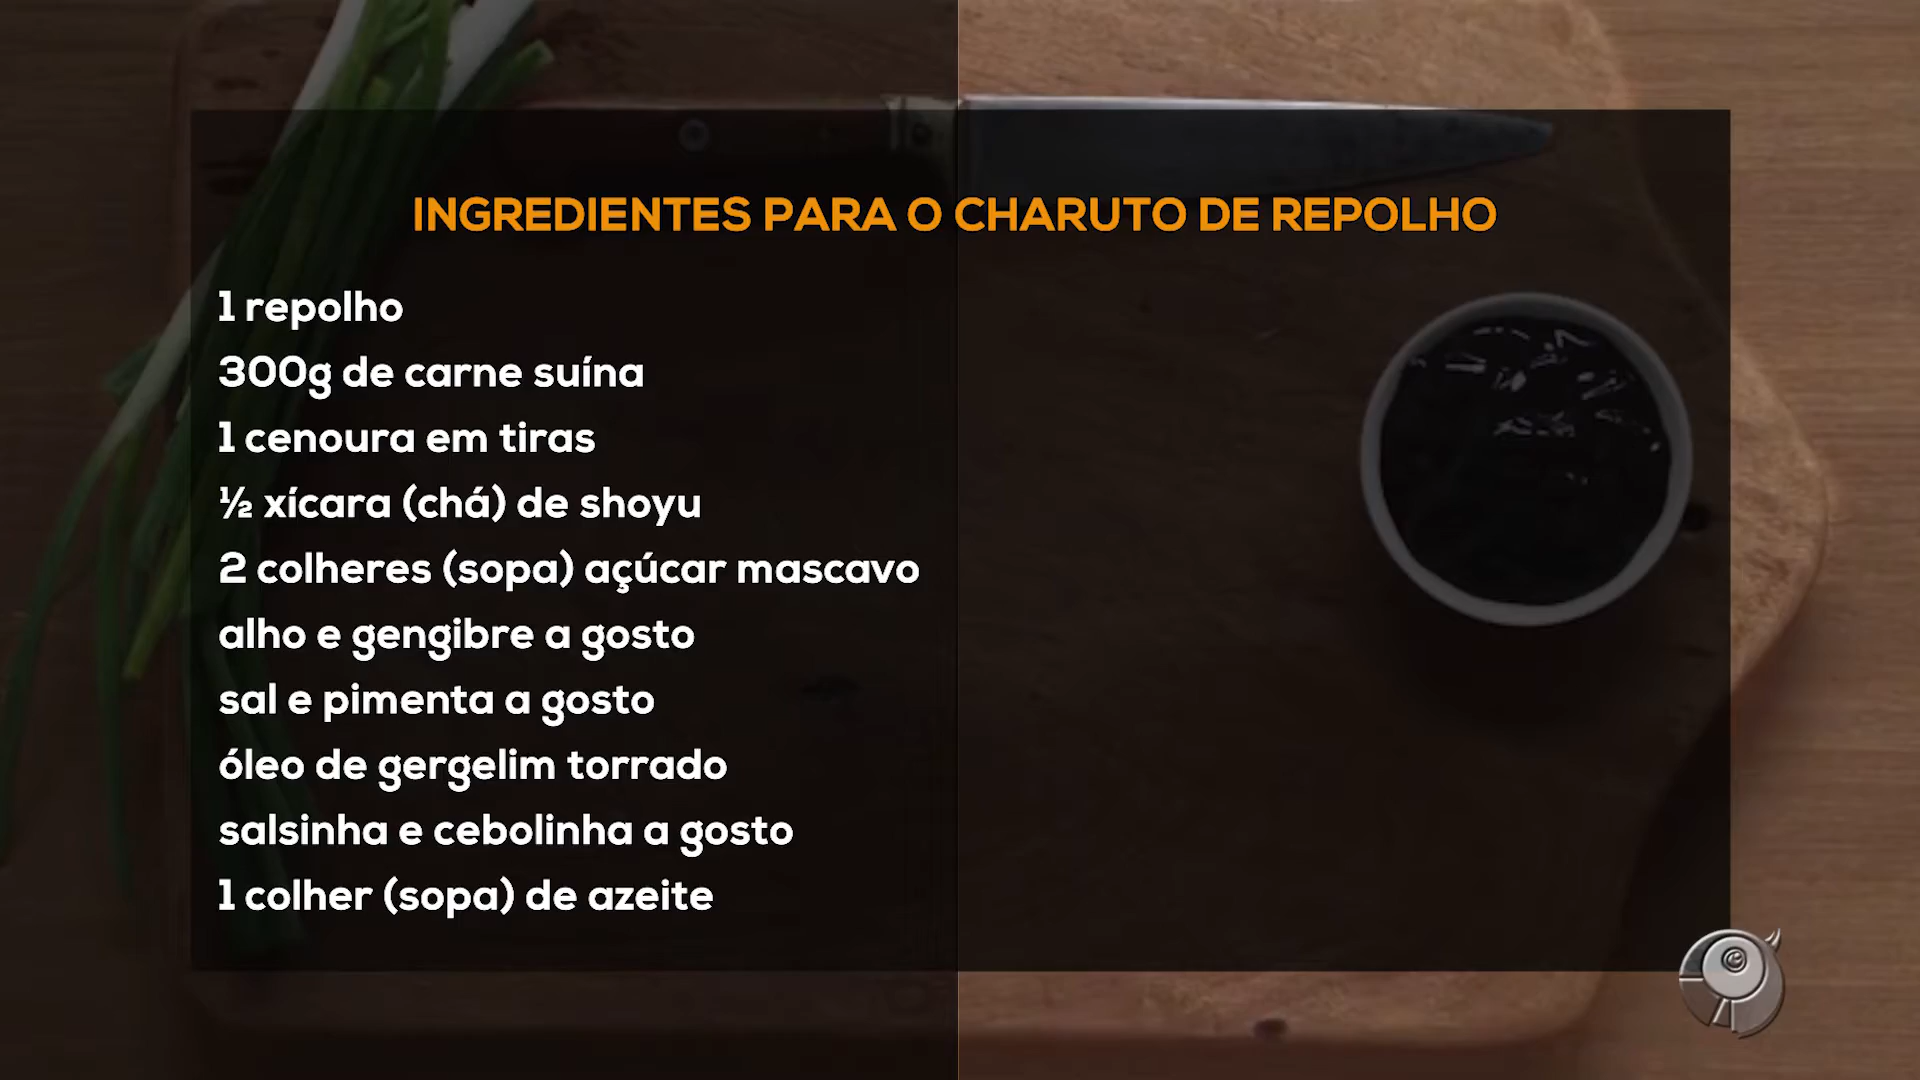 INGREDIENTES PARA O CHARUTO DE REPOLHO
1 repolho
300g de carne suína
1 cenoura em tiras
½ xícara (chá) de shoyu
2 colheres (sopa) açúcar mascavo
alho e gengibre a gosto
sal e pimenta a gosto
óleo de gergelim torrado
salsinha e cebolinha a gosto
1 colher (sopa) de azeite